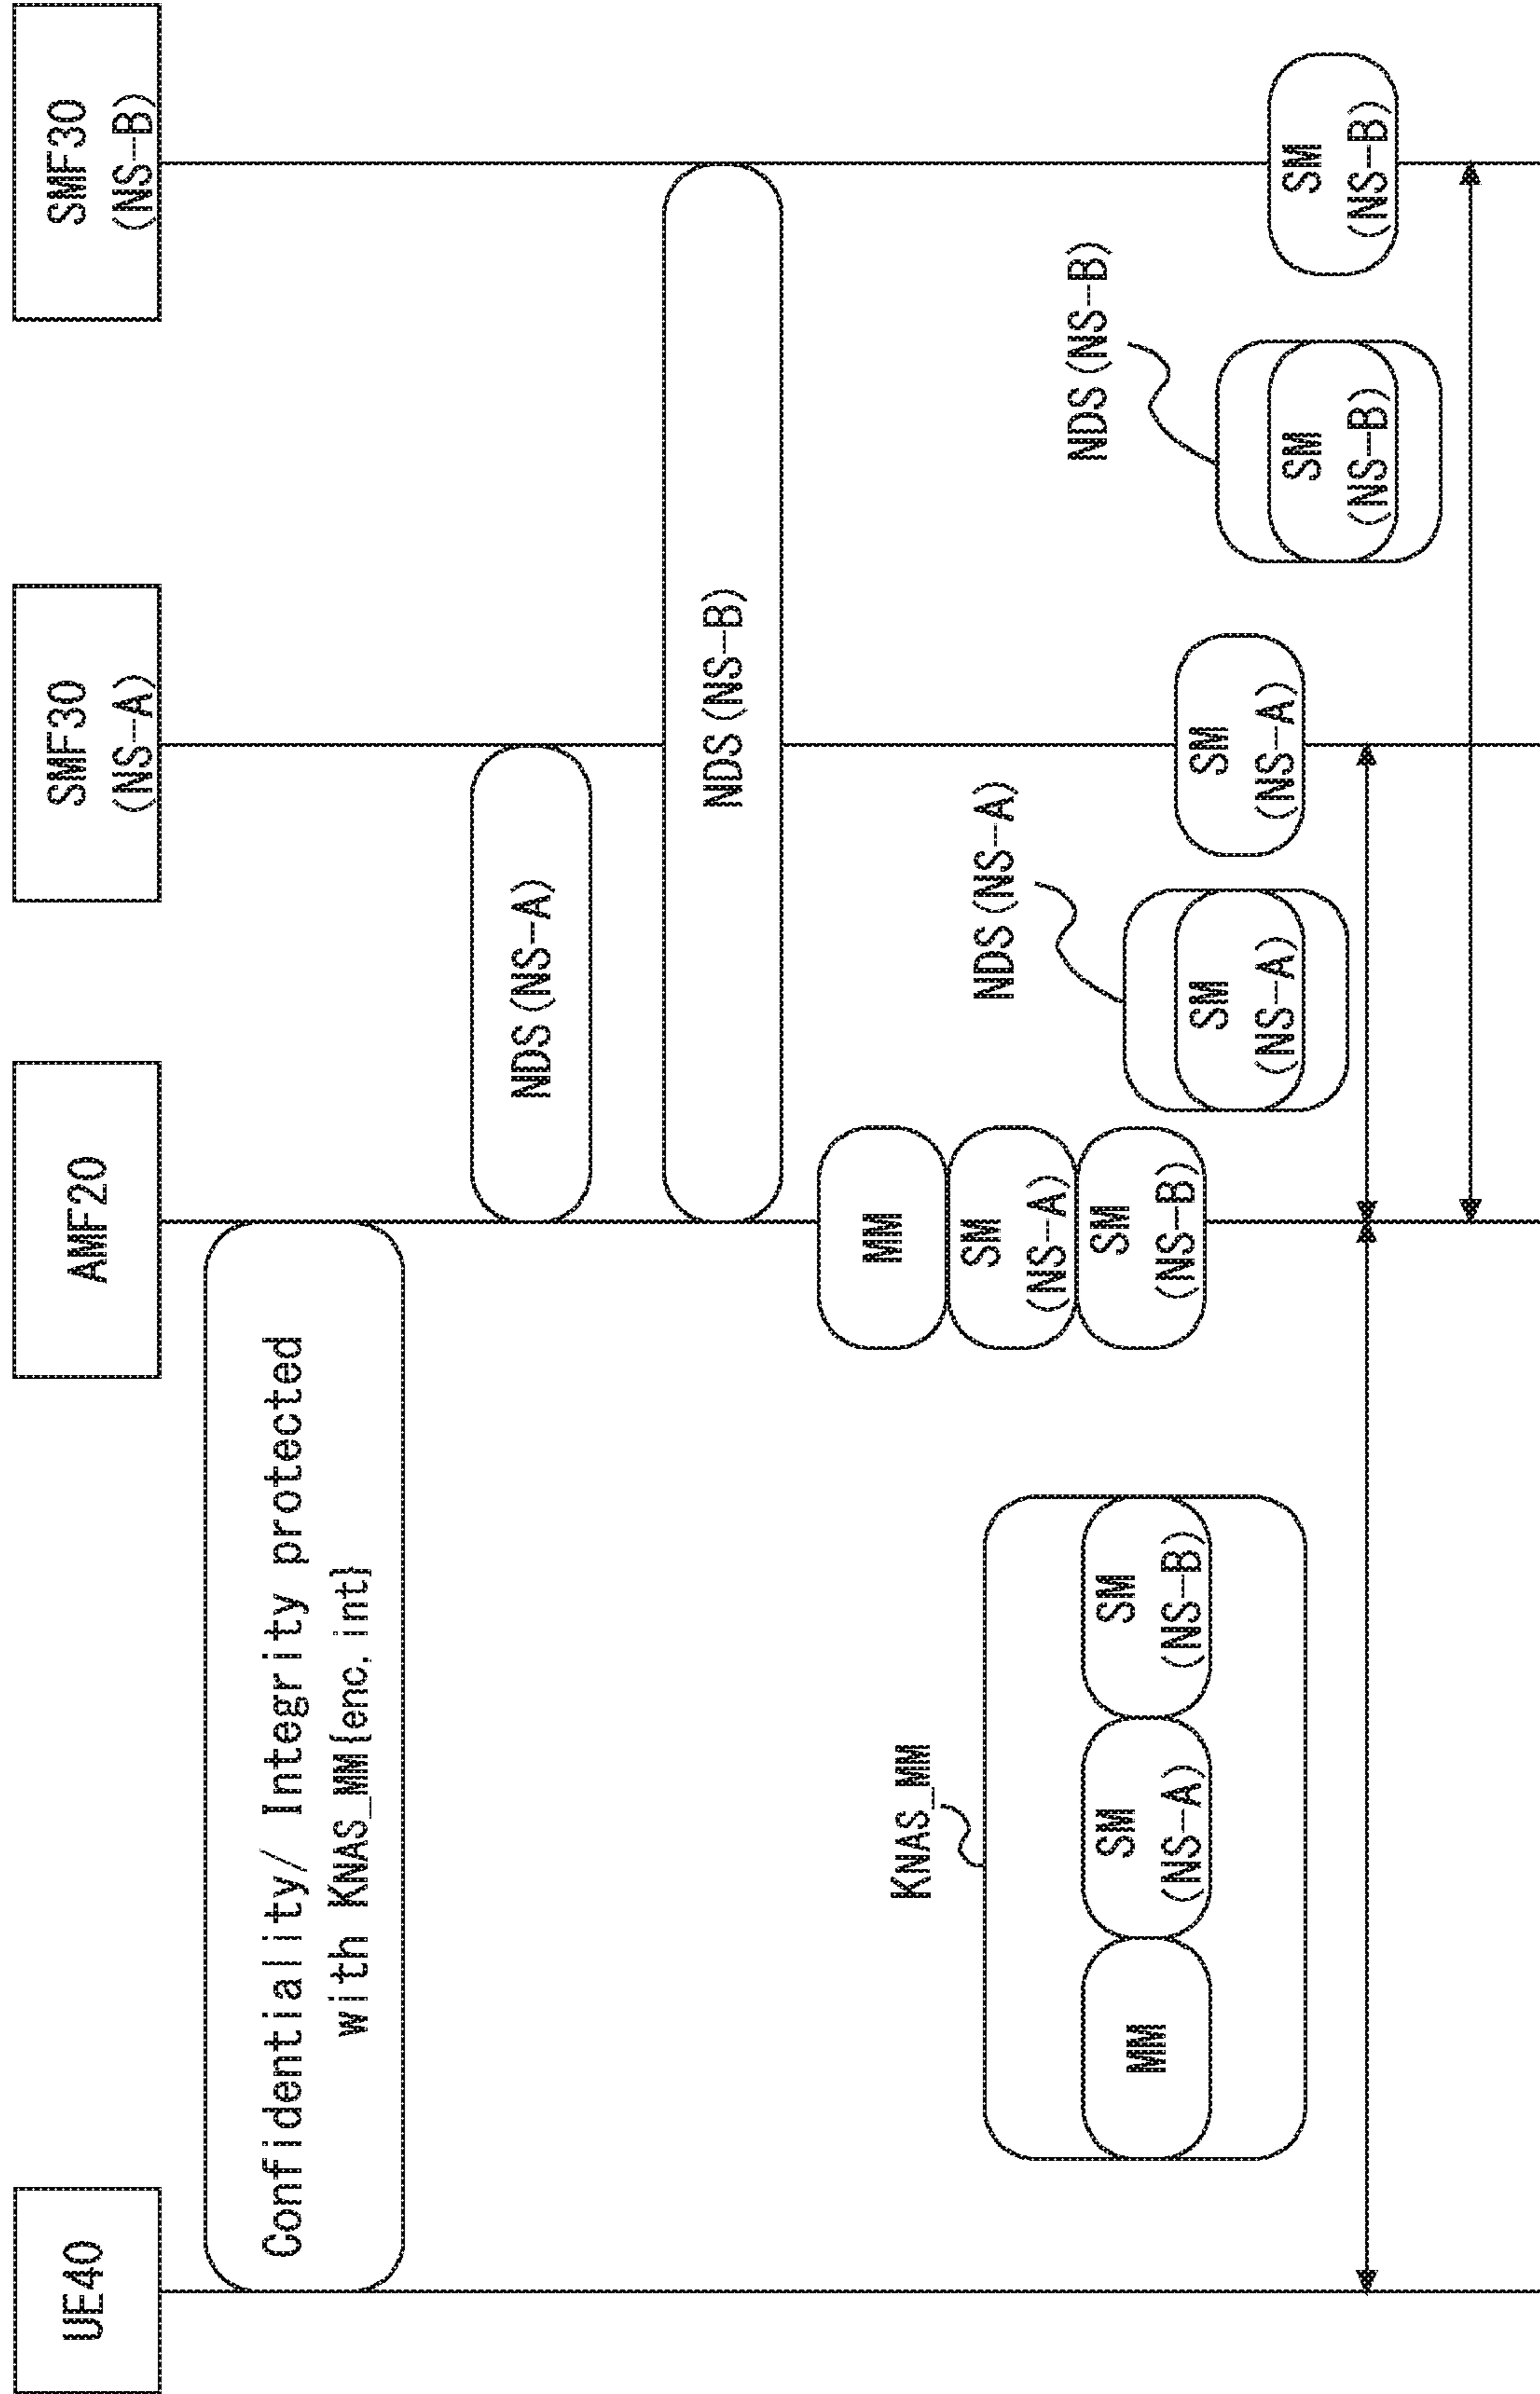 UE40
AMF20
SMF30
(NS-A)
SMF30
(NS-B)
Confidentiality/ Integrity protected
with KNAS_MM{enc, int}
NDS (NS-A)
NDS (NS-B)
MM
SM
(NS-A)
SM
(NS-B)
KNAS_MM
MM
SM
(NS-A)
SM
(NS-B)
NDS (NS-A)
SM
(NS-A)
SM
(NS-A)
NDS (NS-B)
SM
(NS-B)
SM
(NS-B)